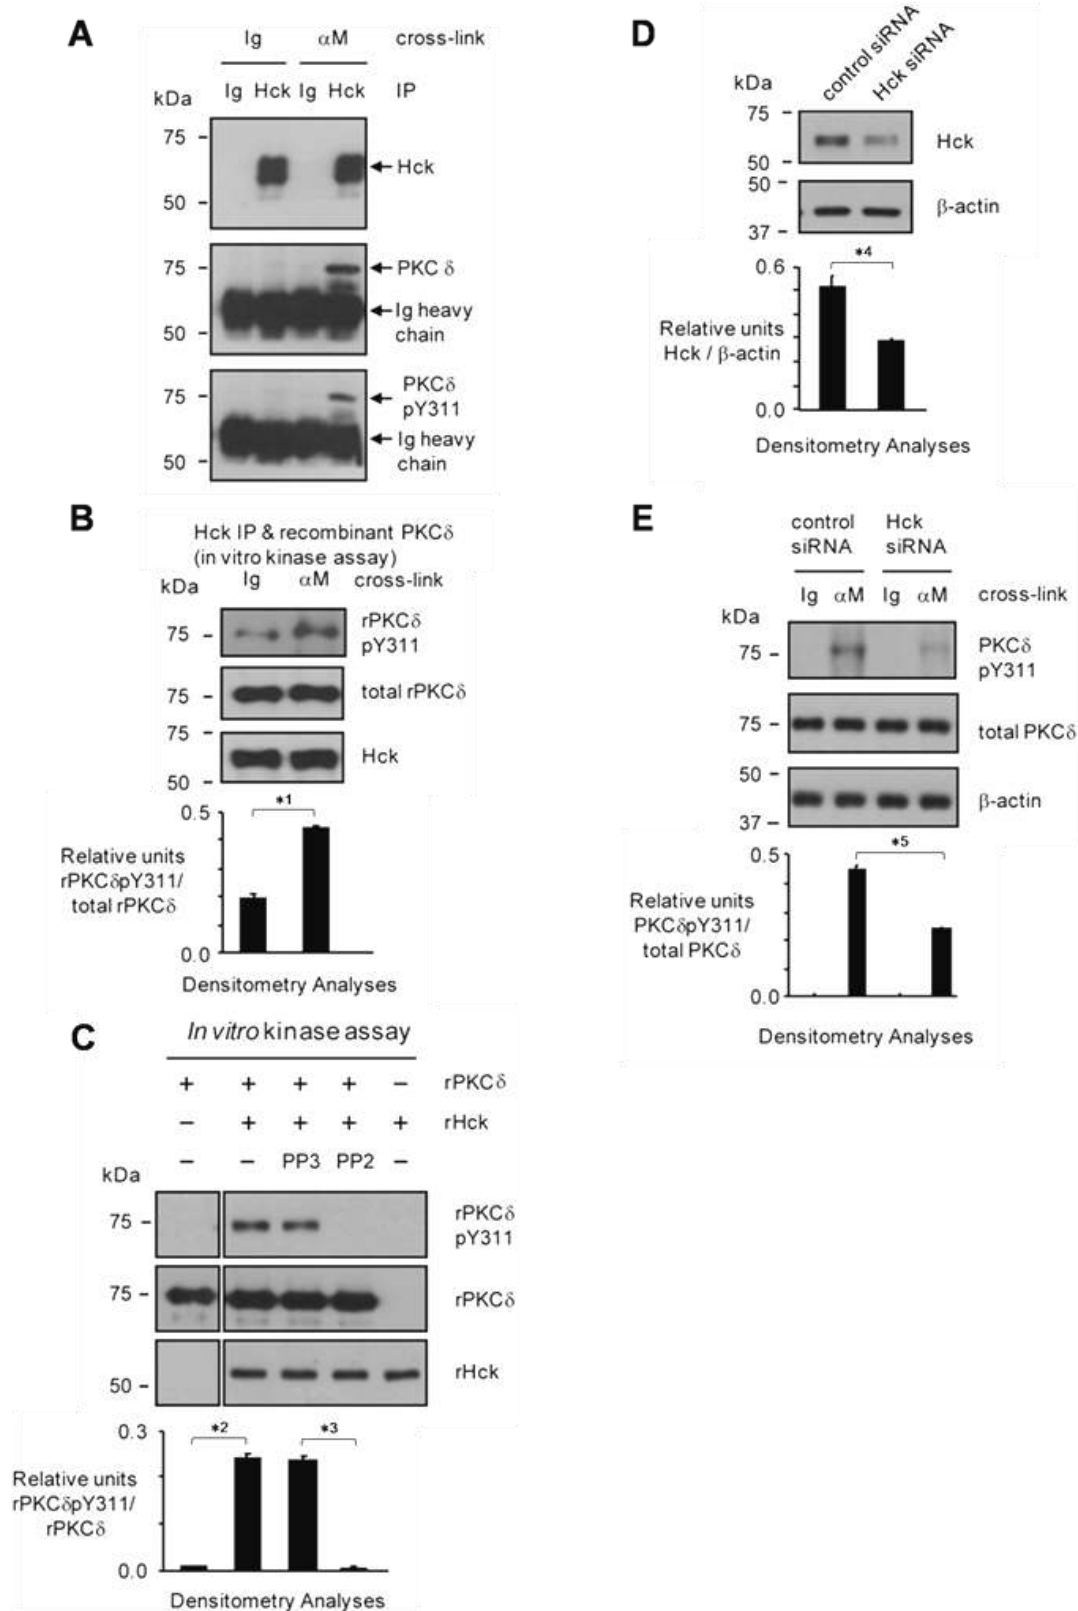 A
Ig αM cross-link
Ig Hck Ig Hck IP
kDa
75
Hck
50
75
PKC δ
Ig heavy
chain
50
75
PKCδ
pY311
Ig heavy
chain
50
B
Hck IP & recombinant PKCδ
(in vitro kinase assay)
Ig αM cross-link
kDa
rPKCδ
pY311
75
75
total rPKCδ
75
Hck
50
0.5
*1
Relative units
rPKCδpY311/
total rPKCδ
0.0
Densitometry Analyses
C
In vitro kinase assay
+ + + + – rPKCδ
– + + + + rHck
– – PP3 PP2 –
kDa
75
rPKCδ
pY311
75
rPKCδ
rHck
50
0.3
*2 *3
Relative units
rPKCδpY311/
rPKCδ
0.0
Densitometry Analyses
D
control siRNA
Hck siRNA
kDa
75
Hck
50
50
β-actin
37
*4
0.6
Relative units
Hck / β-actin
0.0
Densitometry Analyses
E
control
siRNA
Hck
siRNA
Ig αM Ig αM cross-link
kDa
75
PKCδ
pY311
75
total PKCδ
50
β-actin
37
*5
0.5
Relative units
PKCδpY311/
total PKCδ
0.0
Densitometry Analyses